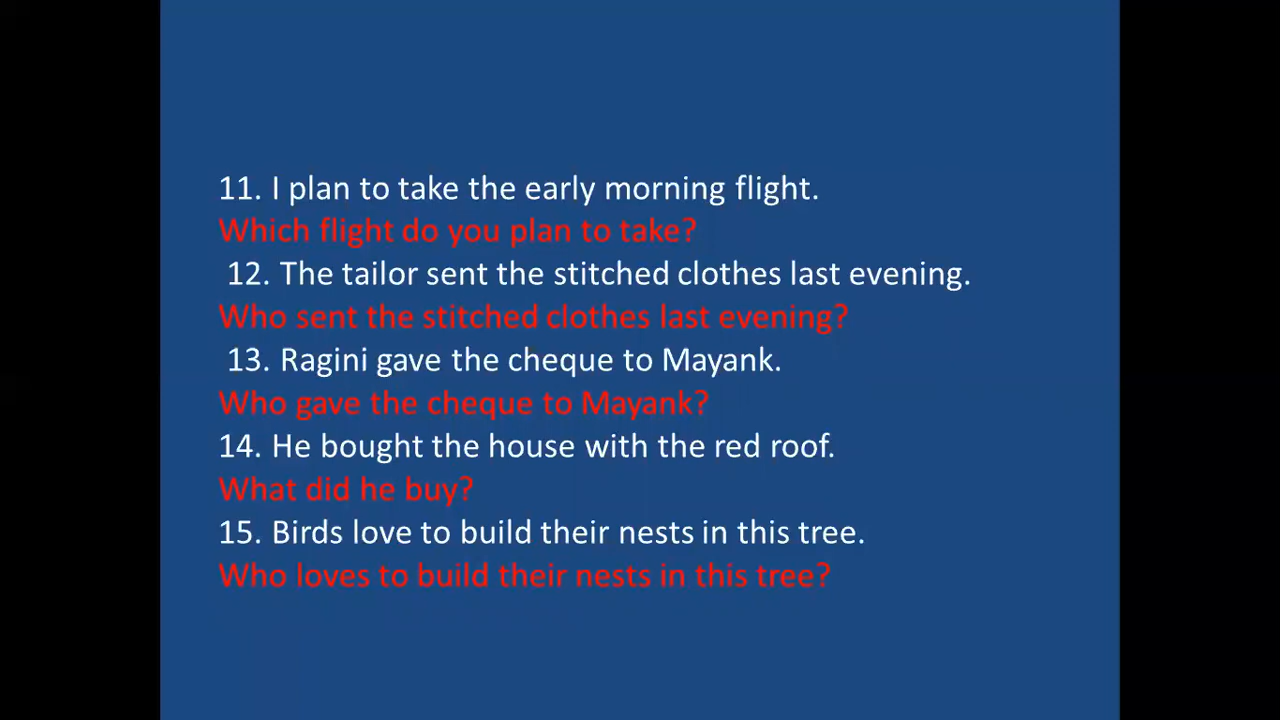 11. I plan to take the early morning flight.
Which flight do you plan to take?
12. The tailor sent the stitched clothes last evening.
Who sent the stitched clothes last evening?
13. Ragini gave the cheque to Mayank.
Who gave the cheque to Mayank?
14. He bought the house with the red roof.
What did he buy?
15. Birds love to build their nests in this tree.
Who loves to build their nests in this tree?